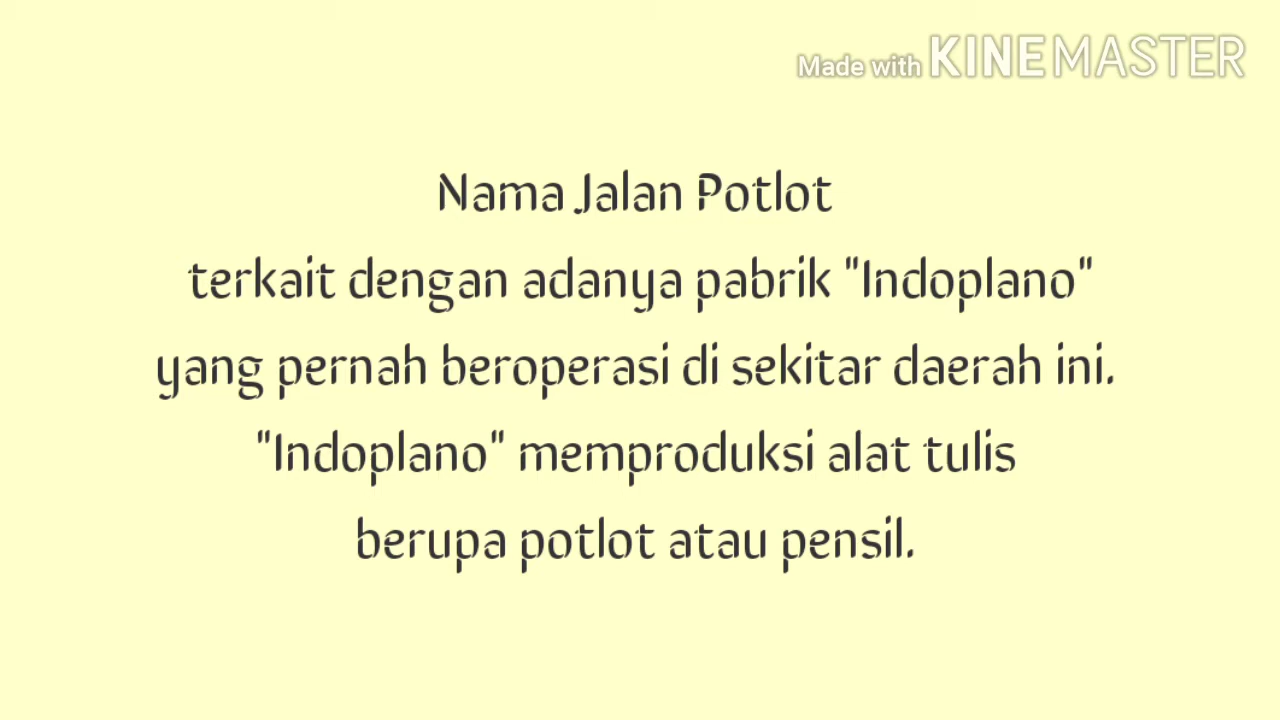 Made with KINEMASTER
Nama Jalan Potlot
terkait dengan adanya pabrik "Indoplano"
yang pernah beroperasi di sekitar daerah ini.
"Indoplano" memproduksi alat tulis
berupa potlot atau pensil.